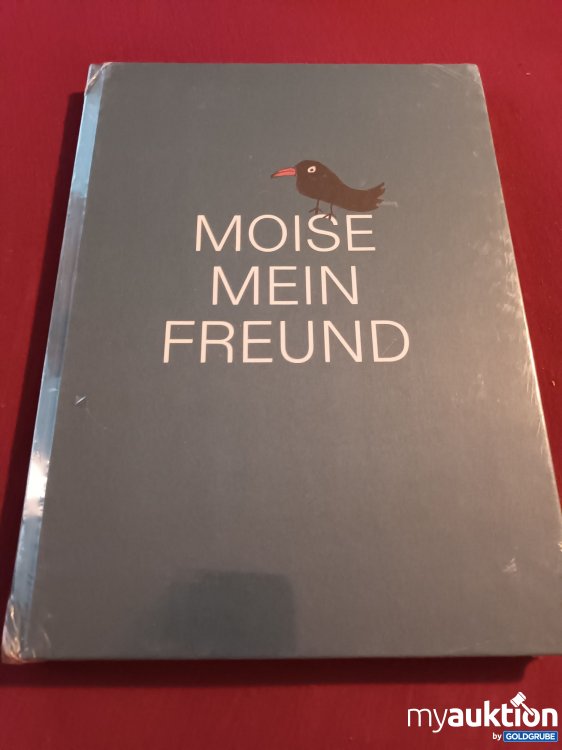 MOISE
MEIN
FREUND
myauktion
by GOLDGRUBE